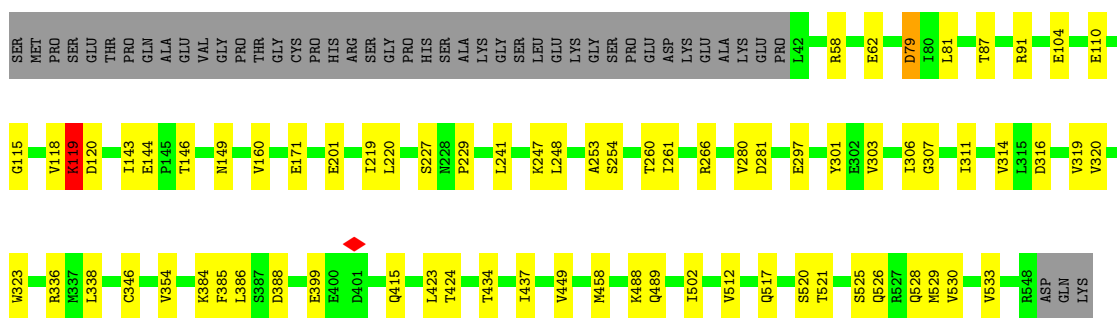 SER MET PRO SER GLU THR PRO GLN ALA GLU VAL GLY PRO THR GLY CYS PRO HIS ARG SER GLY PRO HIS SER ALA LYS GLY SER LEU GLU LYS GLY SER PRO GLU ASP LYS GLU ALA LYS GLU PRO L42 R58 E62 D79 I80 L81 T87 R91 E104 E110
G115 V118 K119 D120 I143 E144 P145 T146 N149 V160 E171 E201 I219 L220 S227 N228 P229 L241 K247 L248 A253 S254 T260 I261 R266 V280 D281 E297 Y301 E302 V303 I306 G307 I311 V314 L315 D316 V319 V320
W323 R336 M337 L338 C346 V354 K384 F385 L386 S387 D388 E399 E400 D401 Q415 L423 T424 T434 I437 V449 M458 K488 Q489 I502 V512 Q517 S520 T521 S525 Q526 R527 Q528 M529 V530 V533 R548 ASP GLN LYS